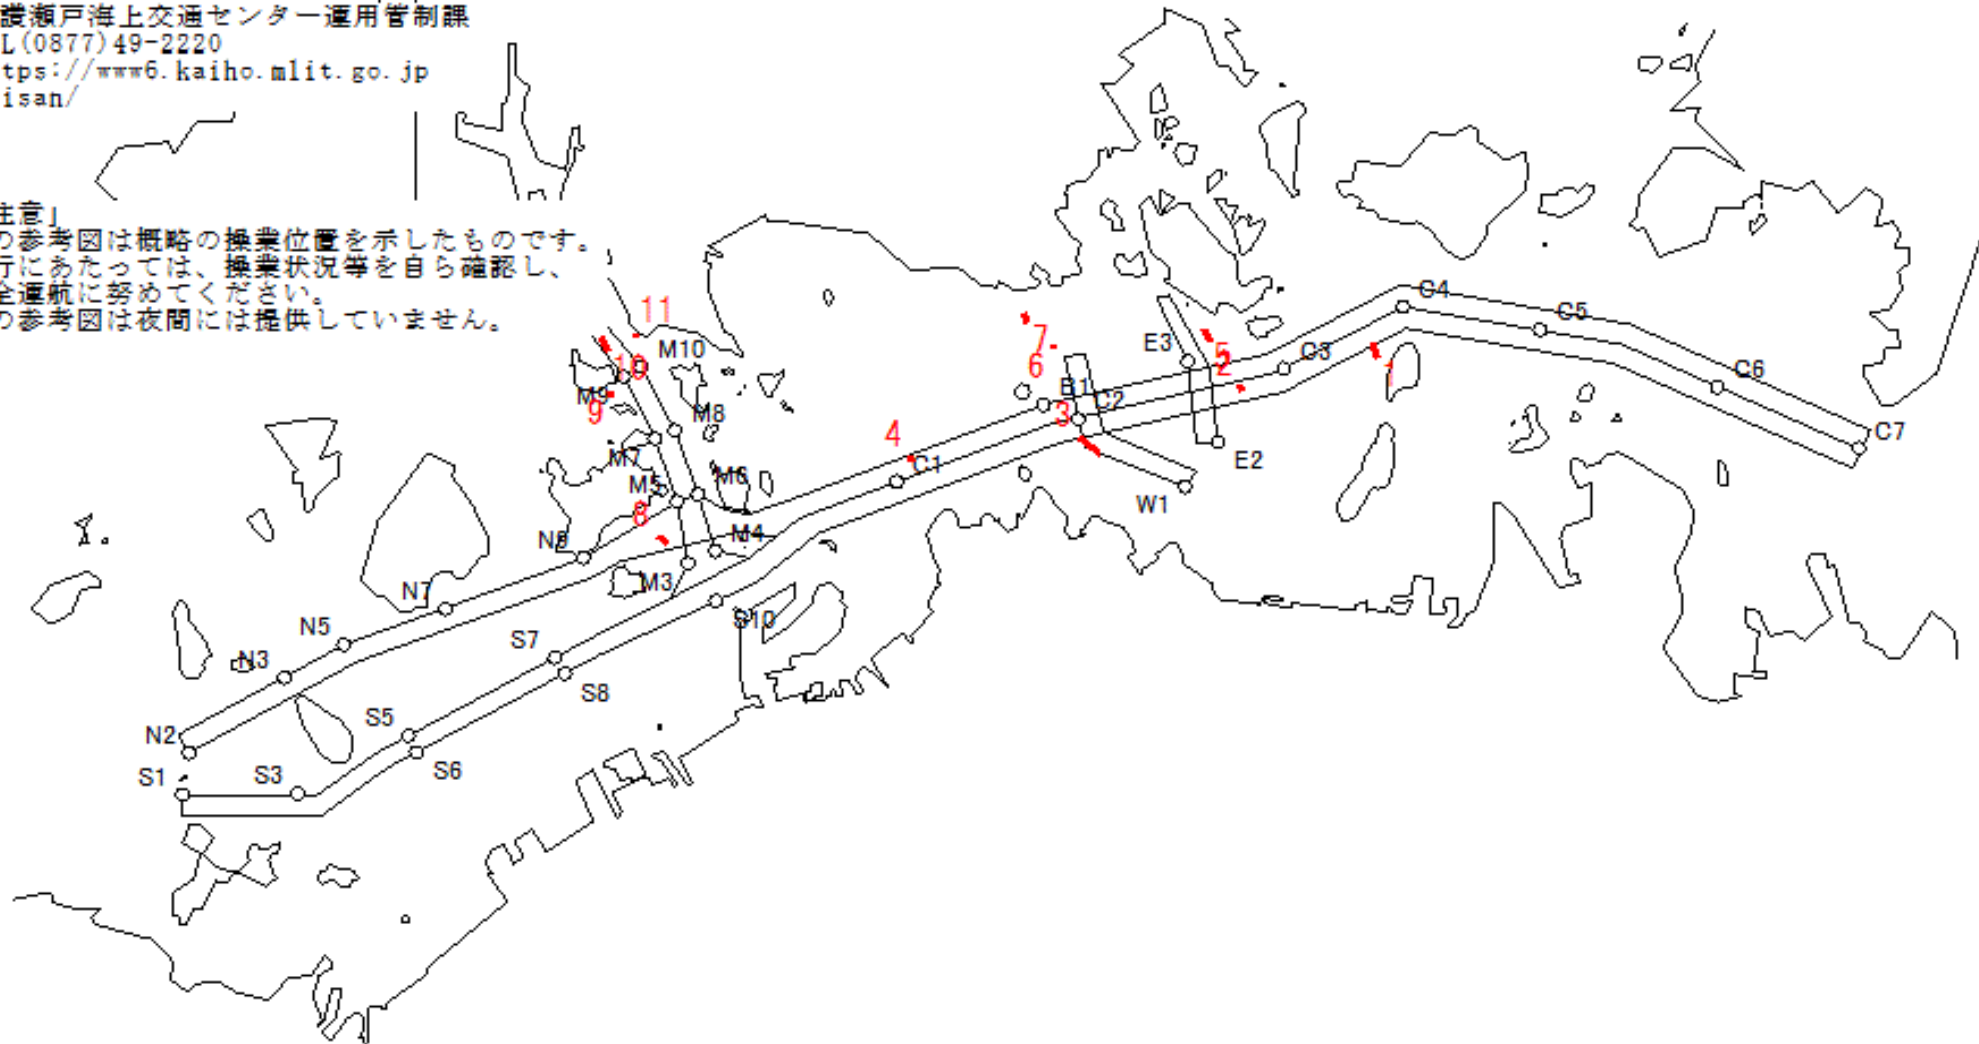 讃瀬戸海上交通センター運用管制課
L(0877)49-2220
tps://www6.kaiho.mlit.go.jp
isan/
注意」
の参考図は概略の操業位置を示したものです。
行にあたっては、操業状況等を自ら確認し、
全運航に努めてください。
の参考図は夜間には提供していません。
11
M10
10
M9
9
M8
M7
M5
M6
8
M4
M3
N9
N7
N5
N3
N2
S1
S3
S5
S6
S7
S8
S10
4
C1
7
6
B1
C2
3
W1
E3
5
2
E2
C3
1
C4
C5
C6
C7